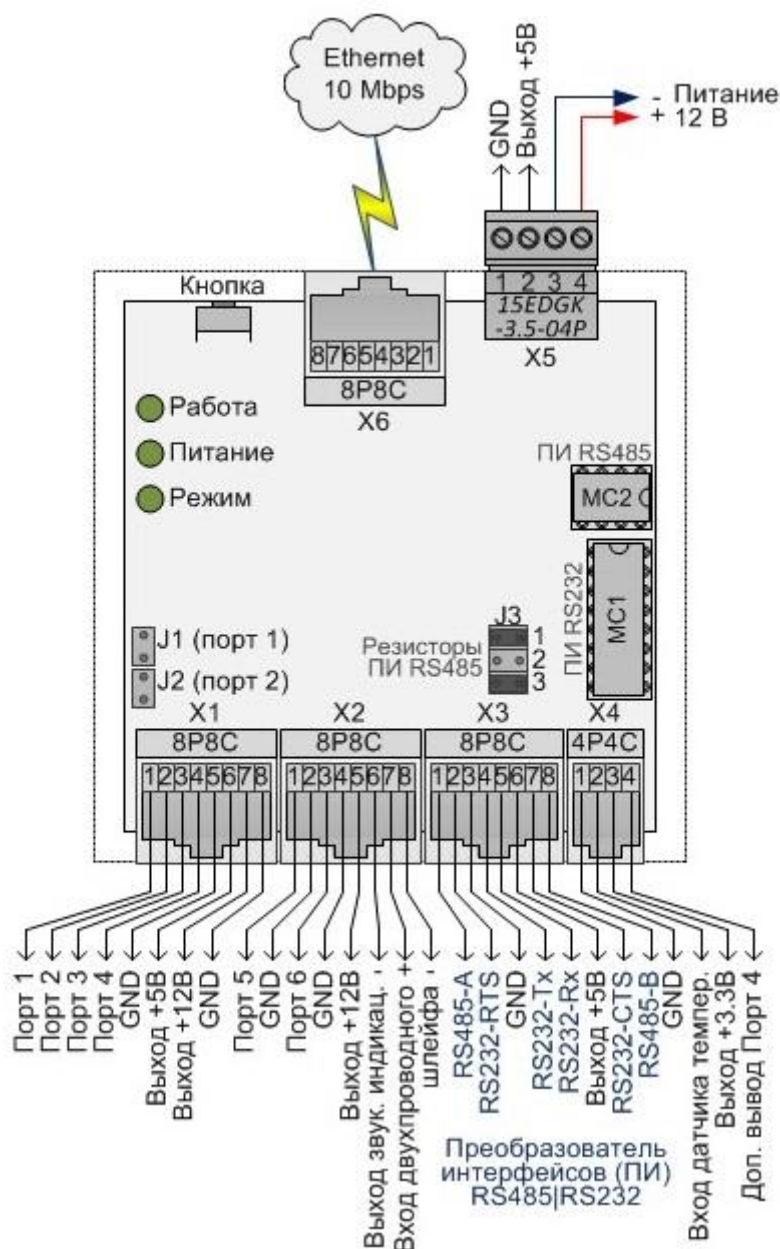 Ethernet
10 Mbps
GND
Выход +5В
- Питание
+ 12 В
Кнопка
1 2 3 4
15EDGK
-3.5-04P
X5
87654321
8P8C
X6
Работа
Питание
Режим
ПИ RS485
MC2
ПИ RS232
MC1
J3
1
2
3
Резисторы
ПИ RS485
J1 (порт 1)
J2 (порт 2)
X1
X2
X3
X4
8P8C
8P8C
8P8C
4P4C
12345678
12345678
12345678
1234
Порт 1
Порт 2
Порт 3
Порт 4
GND
Выход +5В
Выход +12В
GND
Порт 5
GND
Порт 6
GND
Выход +12В
Выход звук. индикац. -
Вход двухпроводного +
шлейфа -
RS485-A
RS232-RTS
GND
RS232-Tx
RS232-Rx
Выход +5В
RS232-CTS
RS485-B
GND
Вход датчика темпер.
Выход +3.3В
Доп. вывод Порт 4
Преобразователь
интерфейсов (ПИ)
RS485|RS232